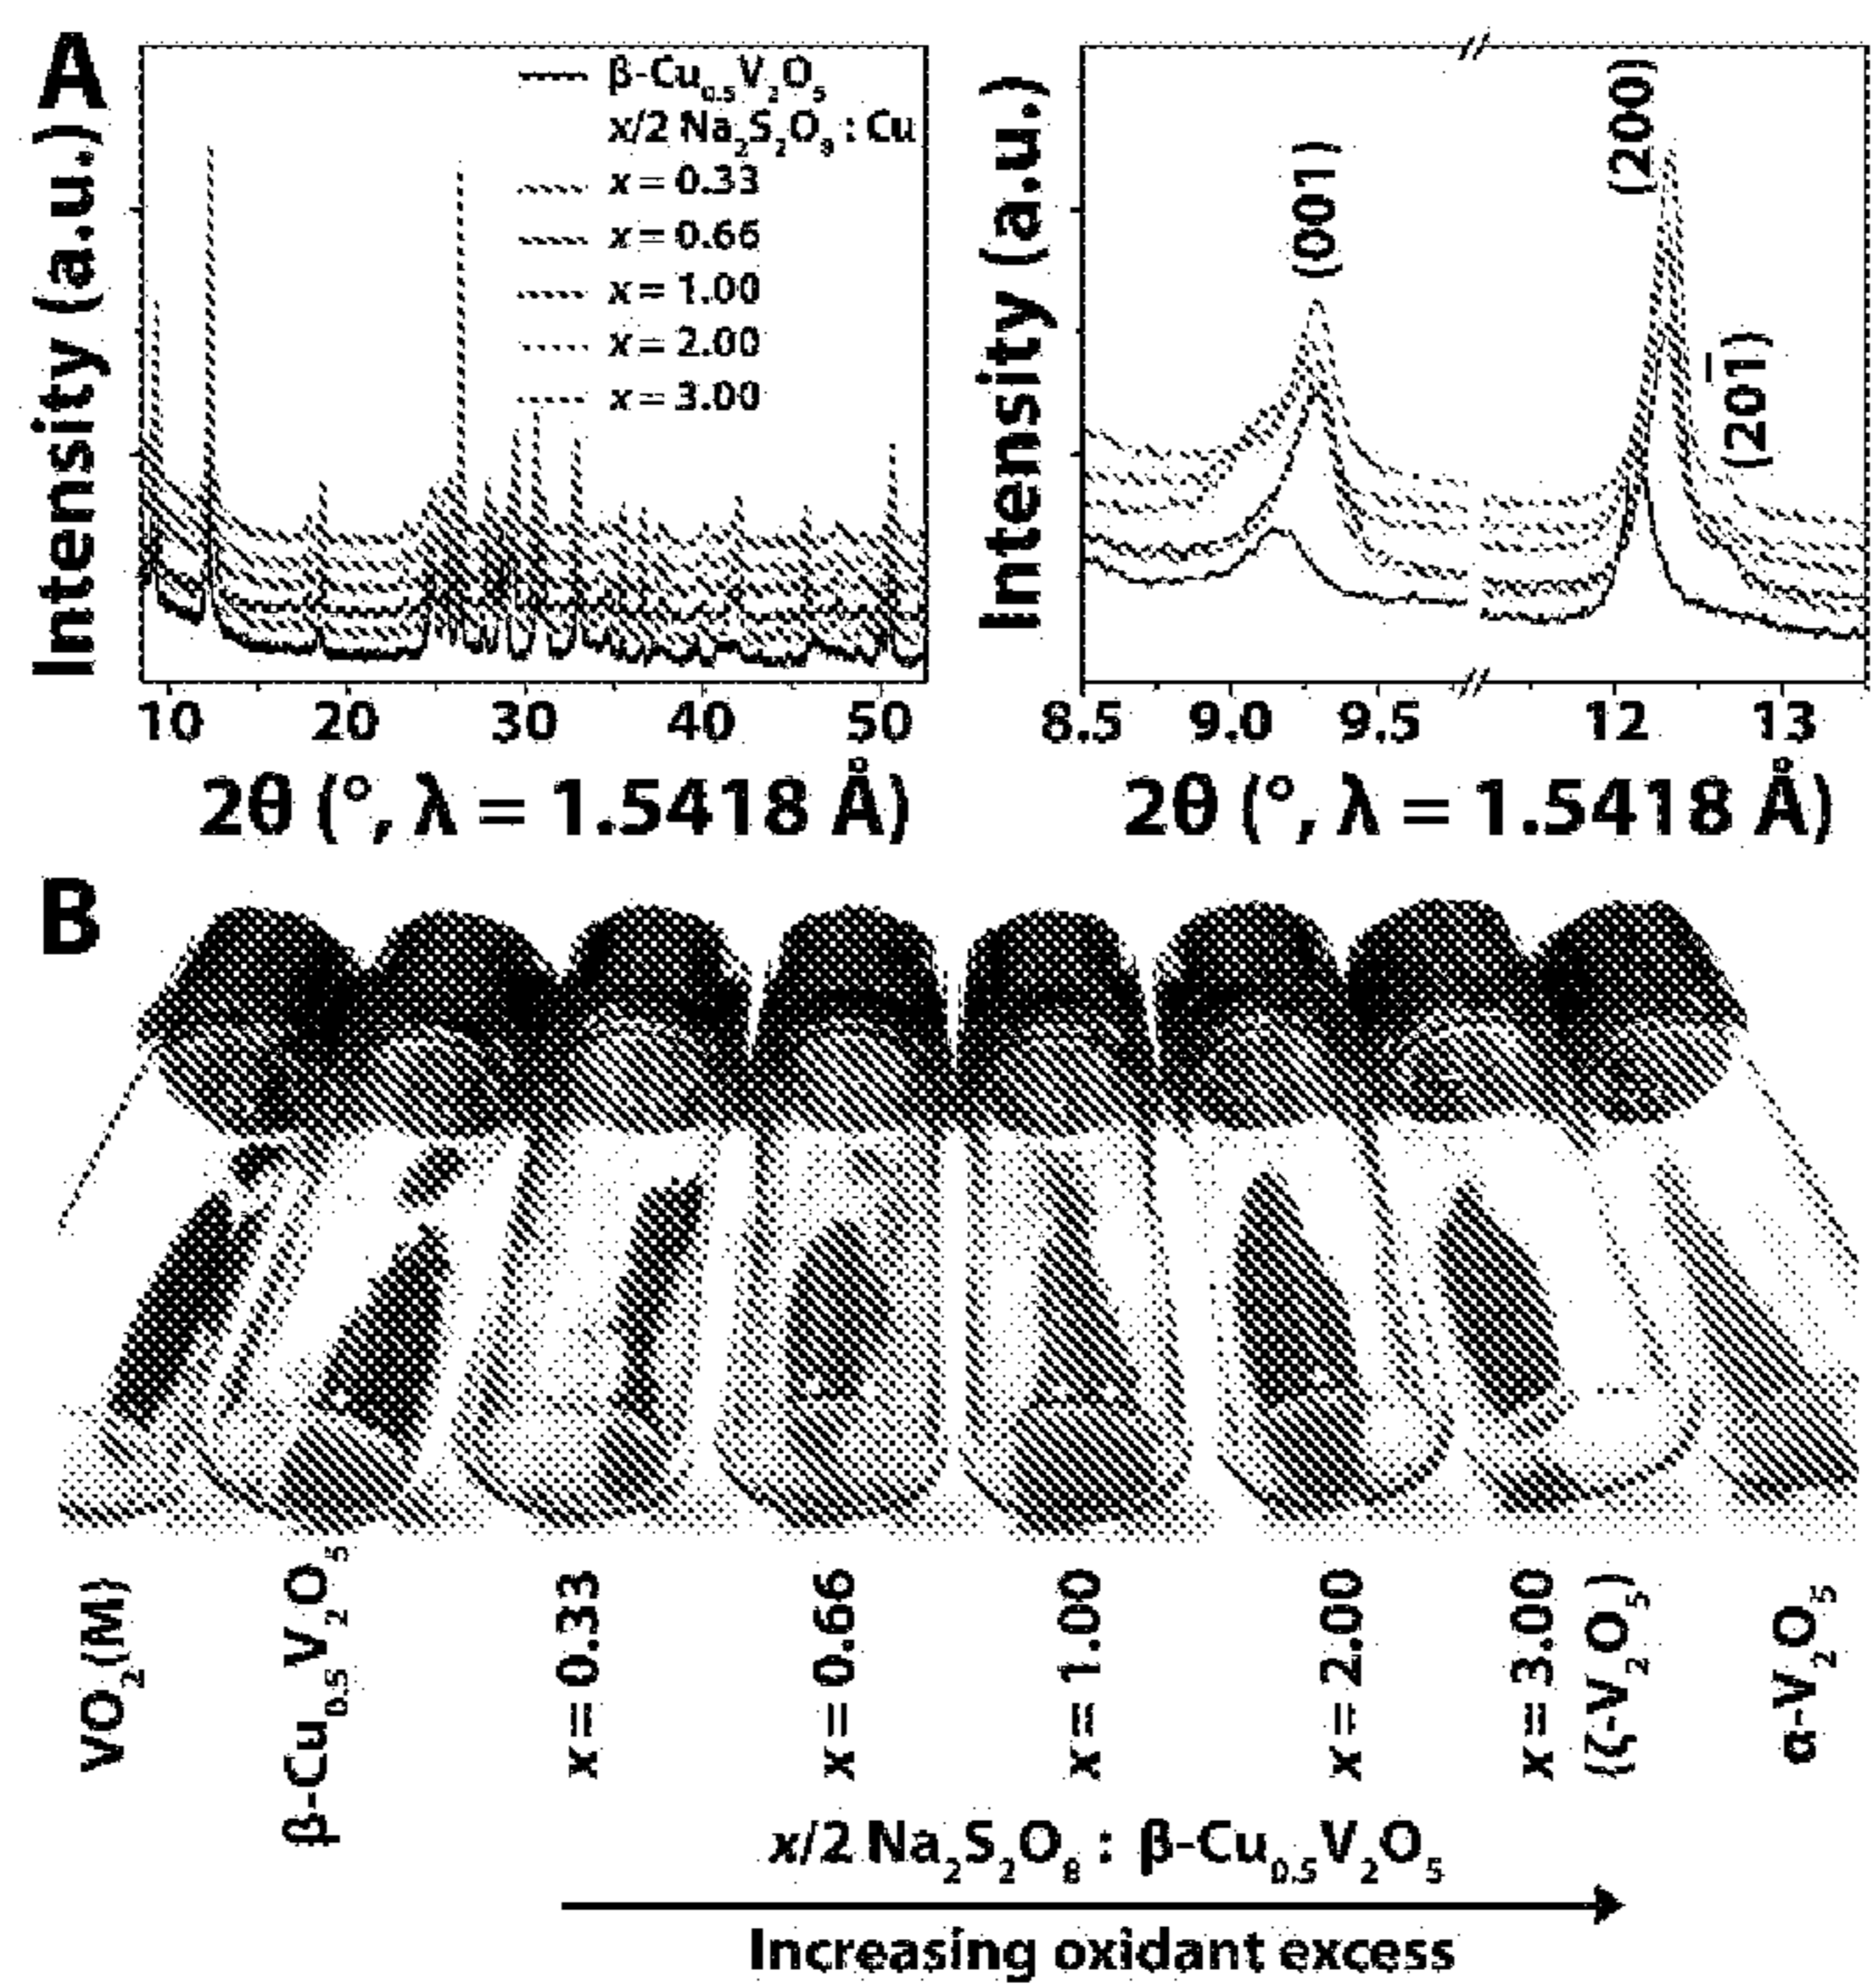 A
Intensity (a.u.)
β-Cu0.5V2O5
x/2 Na2S2O8 : Cu
x = 0.33
x = 0.66
x = 1.00
x = 2.00
x = 3.00
10 20 30 40 50
2θ (°, λ = 1.5418 Å)
Intensity (a.u.)
(001)
(200)
(201̅)
8.5 9.0 9.5 12 13
2θ (°, λ = 1.5418 Å)
B
VO2(M)
β-Cu0.5V2O5
x = 0.33
x = 0.66
x = 1.00
x = 2.00
x = 3.00
(ζ-V2O5)
α-V2O5
x/2 Na2S2O8 : β-Cu0.5V2O5
Increasing oxidant excess